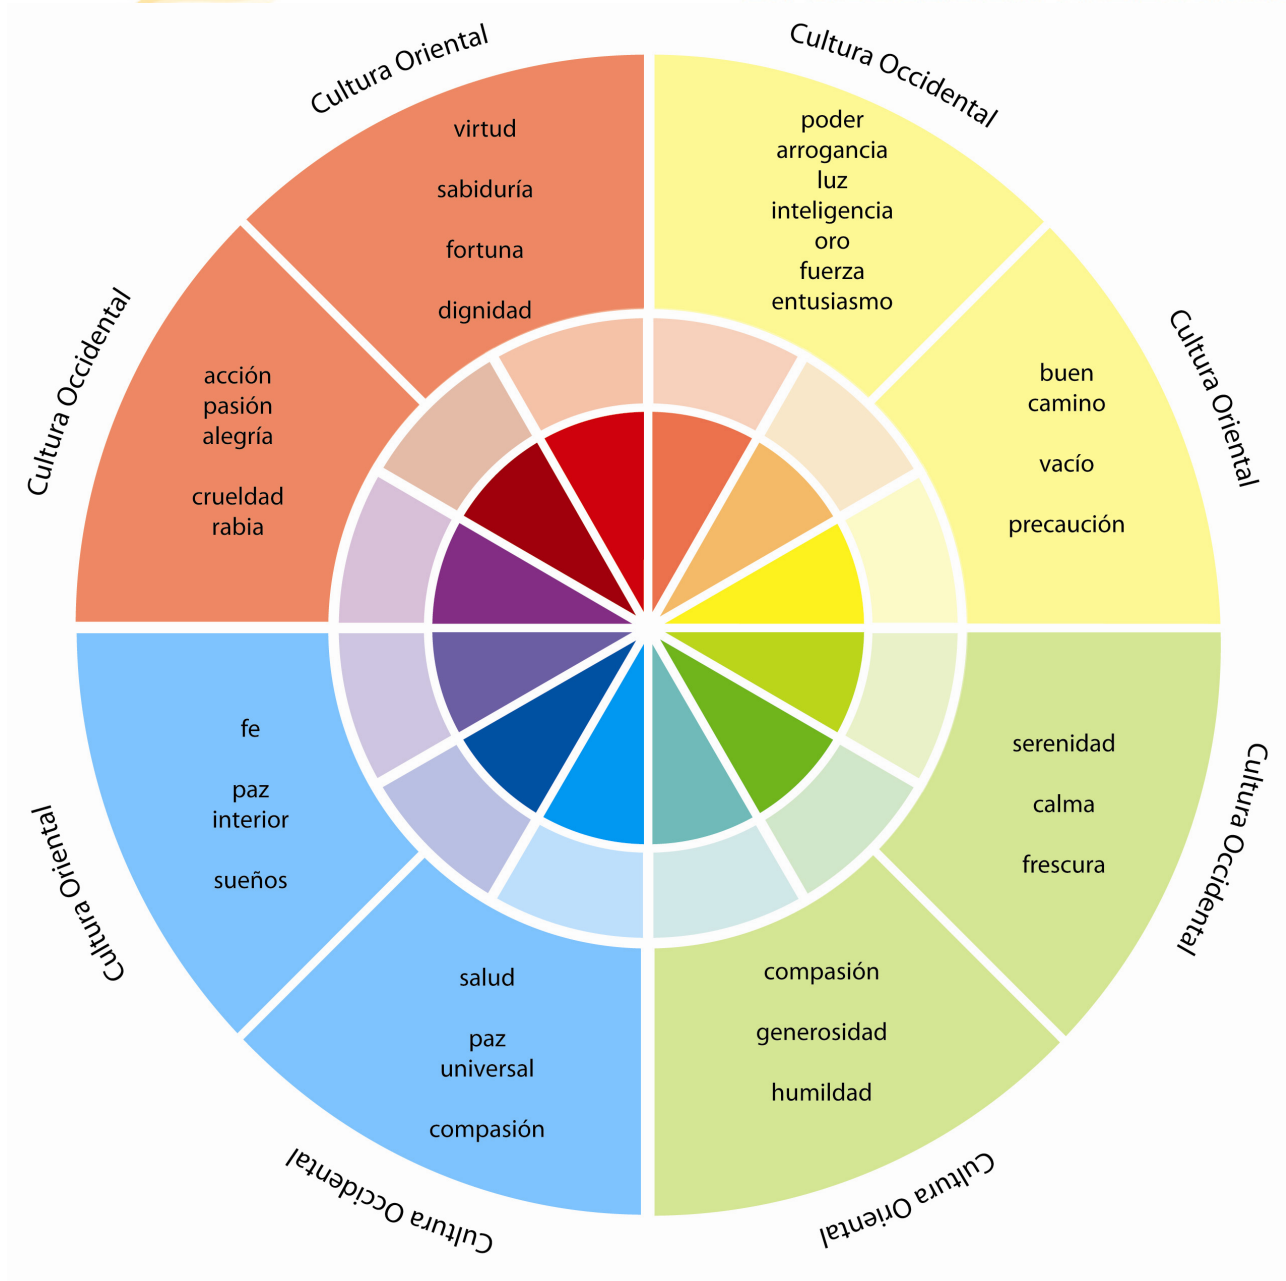 Cultura Oriental
virtud
sabiduría
fortuna
dignidad
Cultura Occidental
poder
arrogancia
luz
inteligencia
oro
fuerza
entusiasmo
Cultura Oriental
buen
camino
vacío
precaución
Cultura Occidental
serenidad
calma
frescura
Cultura Oriental
compasión
generosidad
humildad
Cultura Occidental
salud
paz
universal
compasión
Cultura Oriental
fe
paz
interior
sueños
Cultura Occidental
acción
pasión
alegría
crueldad
rabia